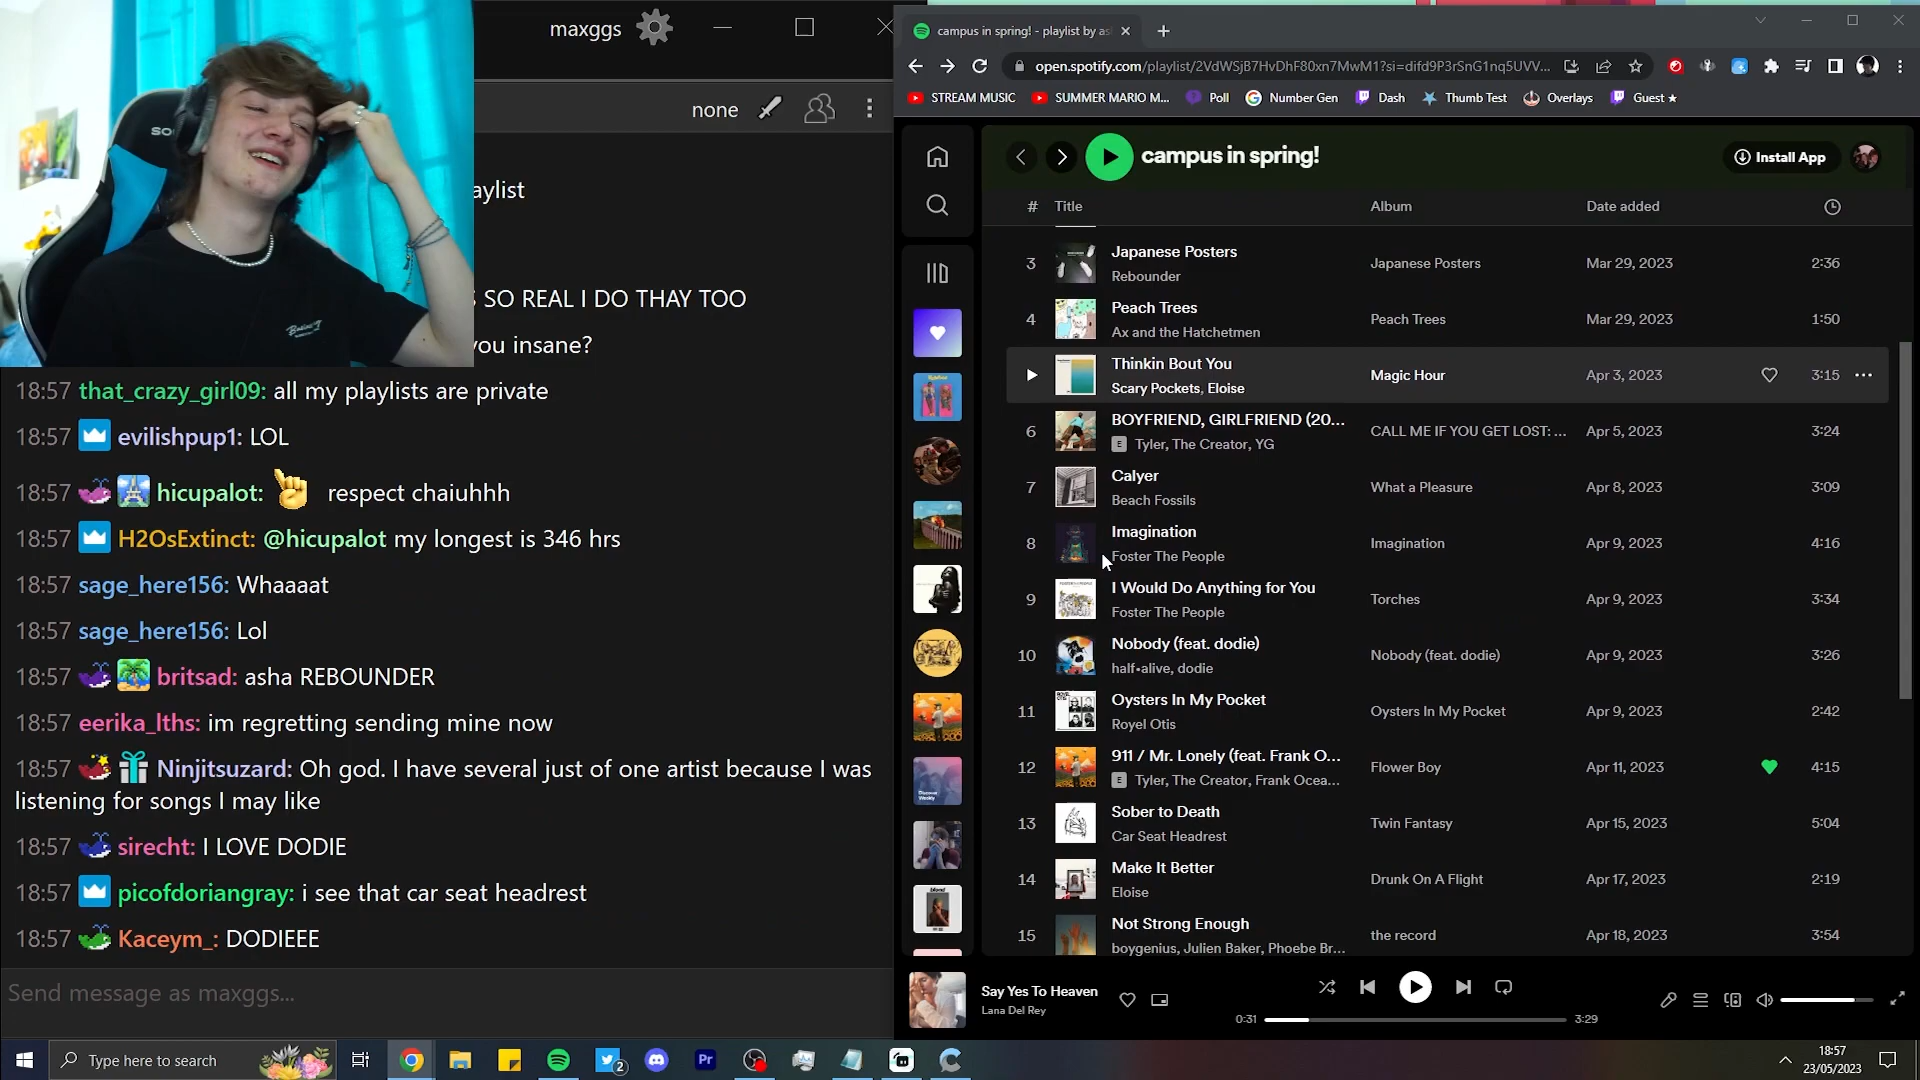 maxggs
none
aylist
SO REAL I DO THAY TOO
you insane?
18:57 that_crazy_girl09: all my playlists are private
18:57 evilishpup1: LOL
18:57 hicupalot: respect chaiuhhh
18:57 H2OsExtinct: @hicupalot my longest is 346 hrs
18:57 sage_here156: Whaaaat
18:57 sage_here156: Lol
18:57 britsad: asha REBOUNDER
18:57 eerika_lths: im regretting sending mine now
18:57 Ninjitsuzard: Oh god. I have several just of one artist because I was
listening for songs I may like
18:57 sirecht: I LOVE DODIE
18:57 picofdoriangray: i see that car seat headrest
18:57 Kaceym_: DODIEEE
Send message as maxggs...
campus in spring! - playlist by as
open.spotify.com/playlist/2VdWSjB7HvDhF80xn7MwM1?si=difd9P3rSnG1nq5UVV...
STREAM MUSIC SUMMER MARIO M... Poll Number Gen Dash Thumb Test Overlays Guest ★
campus in spring!
Install App
# Title Album Date added
3 Japanese Posters Japanese Posters Mar 29, 2023 2:36
Rebounder
4 Peach Trees Peach Trees Mar 29, 2023 1:50
Ax and the Hatchetmen
Thinkin Bout You Magic Hour Apr 3, 2023 3:15
Scary Pockets, Eloise
6 BOYFRIEND, GIRLFRIEND (20... CALL ME IF YOU GET LOST: ... Apr 5, 2023 3:24
E Tyler, The Creator, YG
7 Calyer What a Pleasure Apr 8, 2023 3:09
Beach Fossils
8 Imagination Imagination Apr 9, 2023 4:16
Foster The People
9 I Would Do Anything for You Torches Apr 9, 2023 3:34
Foster The People
10 Nobody (feat. dodie) Nobody (feat. dodie) Apr 9, 2023 3:26
half•alive, dodie
11 Oysters In My Pocket Oysters In My Pocket Apr 9, 2023 2:42
Royel Otis
12 911 / Mr. Lonely (feat. Frank O... Flower Boy Apr 11, 2023 4:15
E Tyler, The Creator, Frank Ocea...
13 Sober to Death Twin Fantasy Apr 15, 2023 5:04
Car Seat Headrest
14 Make It Better Drunk On A Flight Apr 17, 2023 2:19
Eloise
15 Not Strong Enough the record Apr 18, 2023 3:54
boygenius, Julien Baker, Phoebe Br...
Say Yes To Heaven
Lana Del Rey
0:31 3:29
Type here to search
2
Pr
18:57
23/05/2023